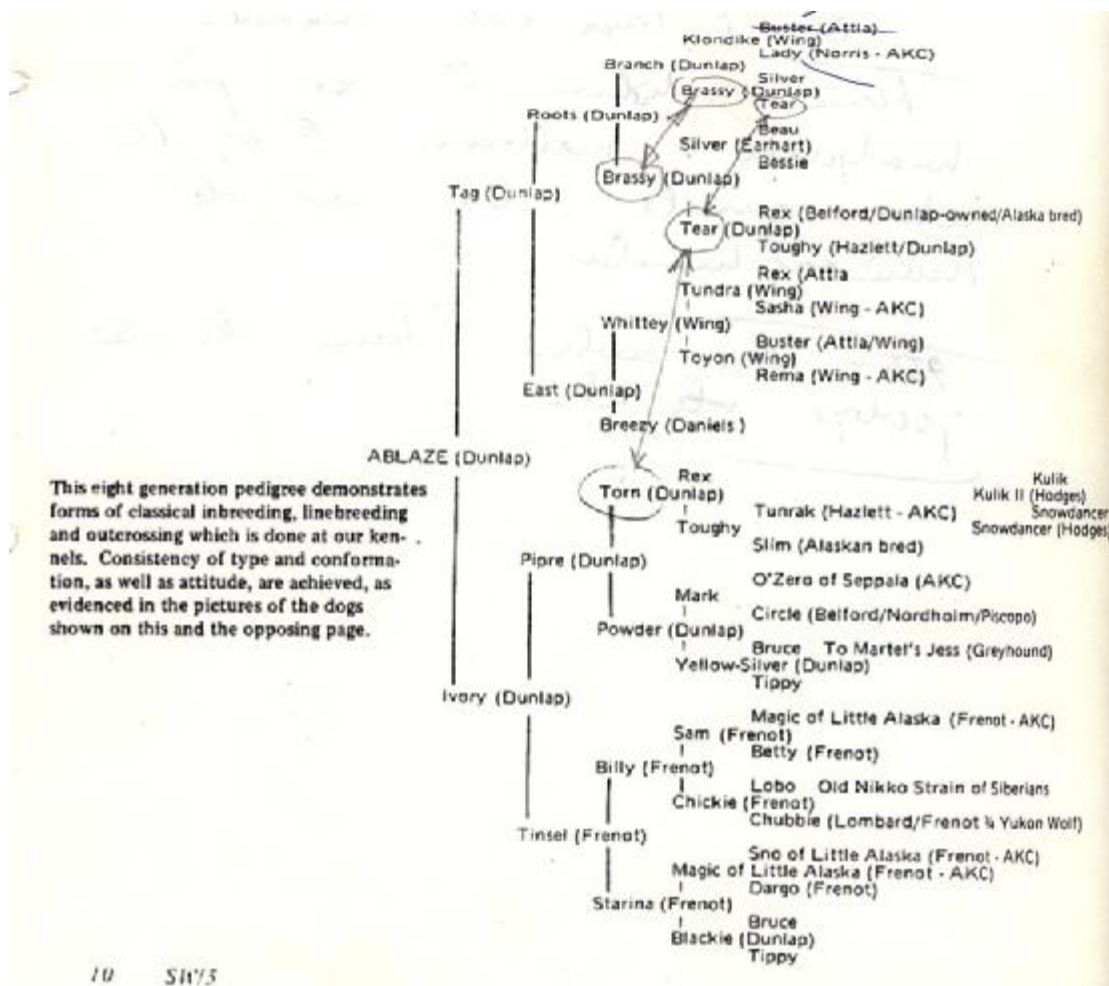 Buster (Attla)
Klondike (Wing)
Lady (Norris - AKC)
Branch (Dunlap)
Silver
Brassy (Dunlap)
Tear
Roots (Dunlap)
Beau
Silver (Earhart)
Bessie
Brassy (Dunlap)
Tag (Dunlap)
Rex (Belford/Dunlap-owned/Alaska bred)
Tear (Dunlap)
Toughy (Hazlett/Dunlap)
Rex (Attla
Tundra (Wing)
Sasha (Wing - AKC)
Whittey (Wing)
Buster (Attla/Wing)
Toyon (Wing)
Rema (Wing - AKC)
East (Dunlap)
Breezy (Daniels)
ABLAZE (Dunlap)
This eight generation pedigree demonstrates
forms of classical inbreeding, linebreeding
and outcrossing which is done at our ken-
nels. Consistency of type and conforma-
tion, as well as attitude, are achieved, as
evidenced in the pictures of the dogs
shown on this and the opposing page.
Rex
Torn (Dunlap)
Toughy
Kulik
Kulik II (Hodges)
Snowdancer
Tunrak (Hazlett - AKC)
Snowdancer (Hodges)
Slim (Alaskan bred)
Pipre (Dunlap)
O'Zero of Seppala (AKC)
Mark
Circle (Belford/Nordholm/Piscopo)
Powder (Dunlap)
Bruce To Martel's Jess (Greyhound)
Yellow-Silver (Dunlap)
Tippy
Ivory (Dunlap)
Magic of Little Alaska (Frenot - AKC)
Sam (Frenot)
Betty (Frenot)
Billy (Frenot)
Lobo Old Nikko Strain of Siberians
Chickie (Frenot)
Chubbie (Lombard/Frenot ¼ Yukon Wolf)
Tinsel (Frenot)
Sno of Little Alaska (Frenot - AKC)
Magic of Little Alaska (Frenot - AKC)
Dargo (Frenot)
Starina (Frenot)
Bruce
Blackie (Dunlap)
Tippy
10